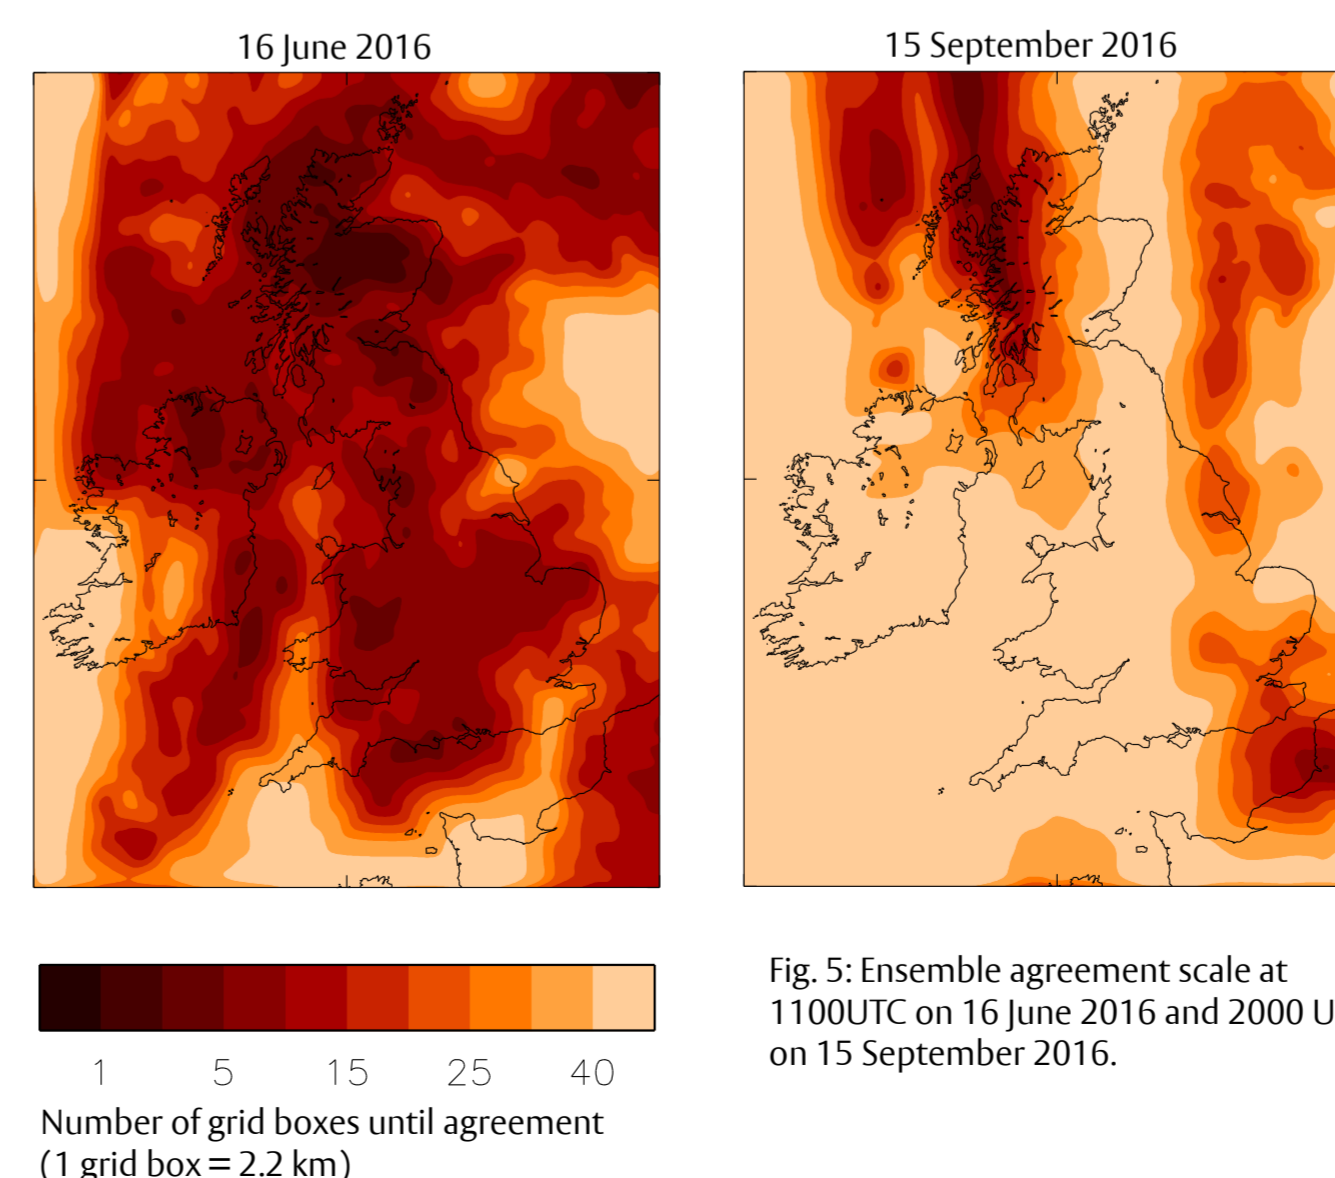 16 June 2016
15 September 2016
1 5 15 25 40
Number of grid boxes until agreement
(1 grid box = 2.2 km)
Fig. 5: Ensemble agreement scale at
1100UTC on 16 June 2016 and 2000 U
on 15 September 2016.